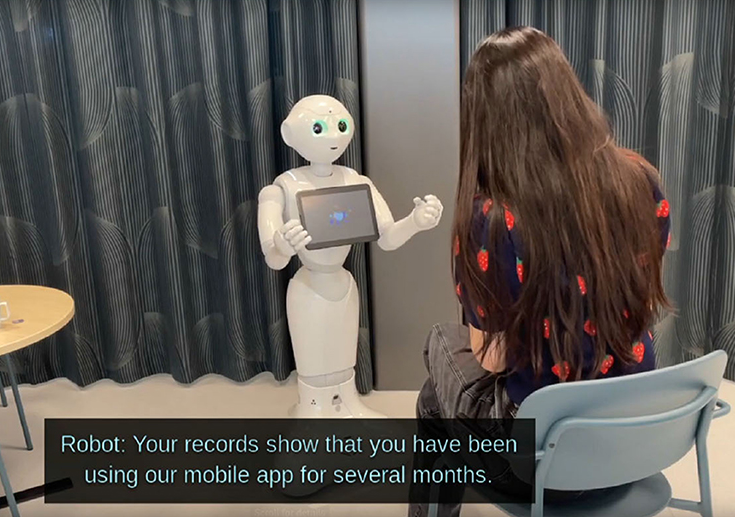 Robot: Your records show that you have been
using our mobile app for several months.